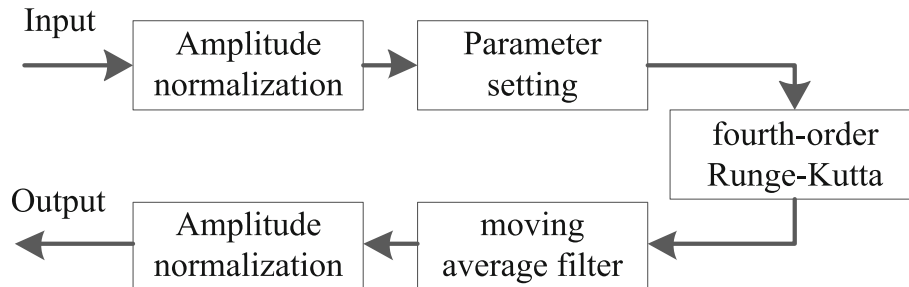 Input
Amplitude
normalization
Parameter
setting
fourth-order
Runge-Kutta
moving
average filter
Amplitude
normalization
Output